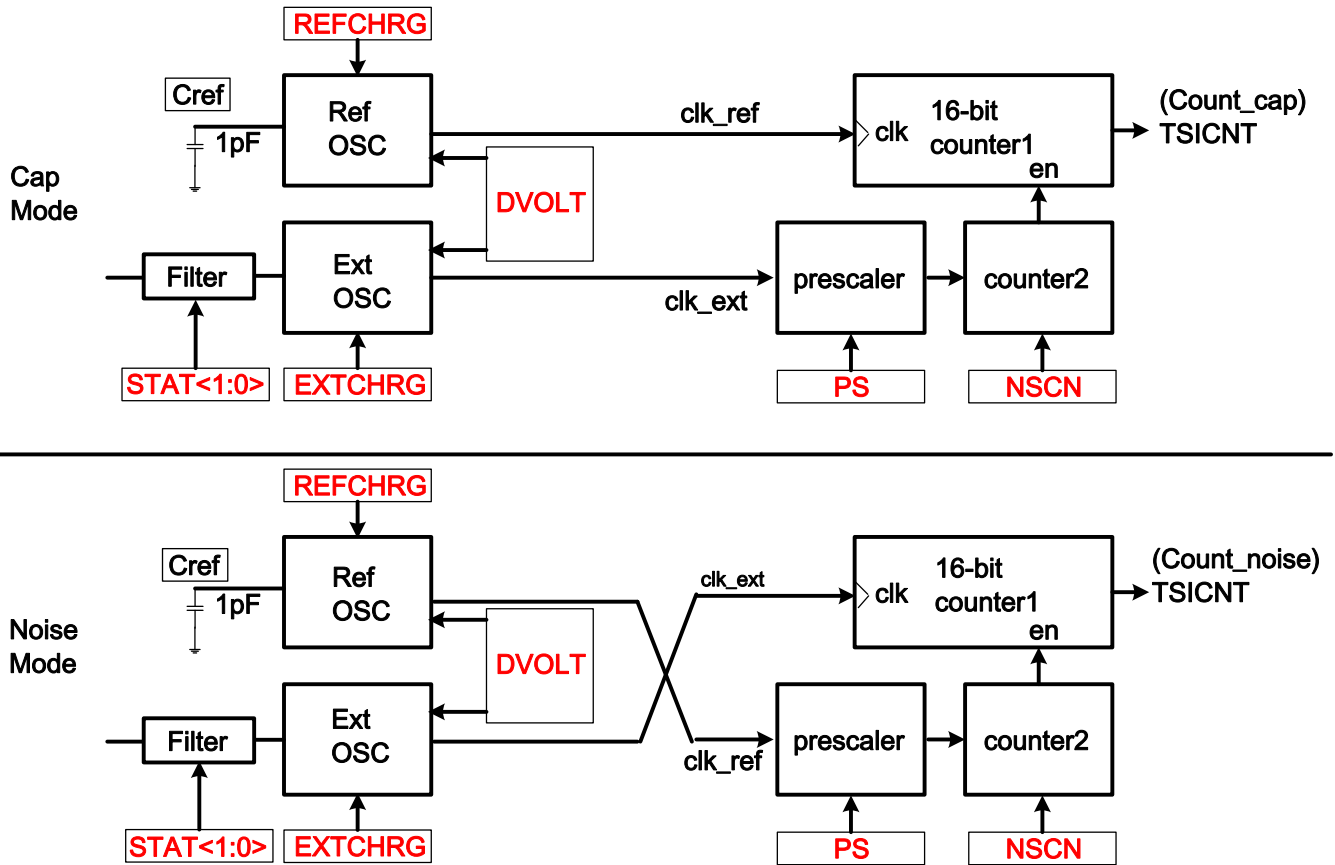 REFCHRG
Cref
1pF
Ref
OSC
clk_ref
clk
16-bit
counter1
en
(Count_cap)
TSICNT
Cap
Mode
DVOLT
Filter
Ext
OSC
clk_ext
prescaler
counter2
STAT<1:0>
EXTCHRG
PS
NSCN
REFCHRG
Cref
1pF
Ref
OSC
clk_ext
clk
16-bit
counter1
en
(Count_noise)
TSICNT
Noise
Mode
DVOLT
Filter
Ext
OSC
clk_ref
prescaler
counter2
STAT<1:0>
EXTCHRG
PS
NSCN